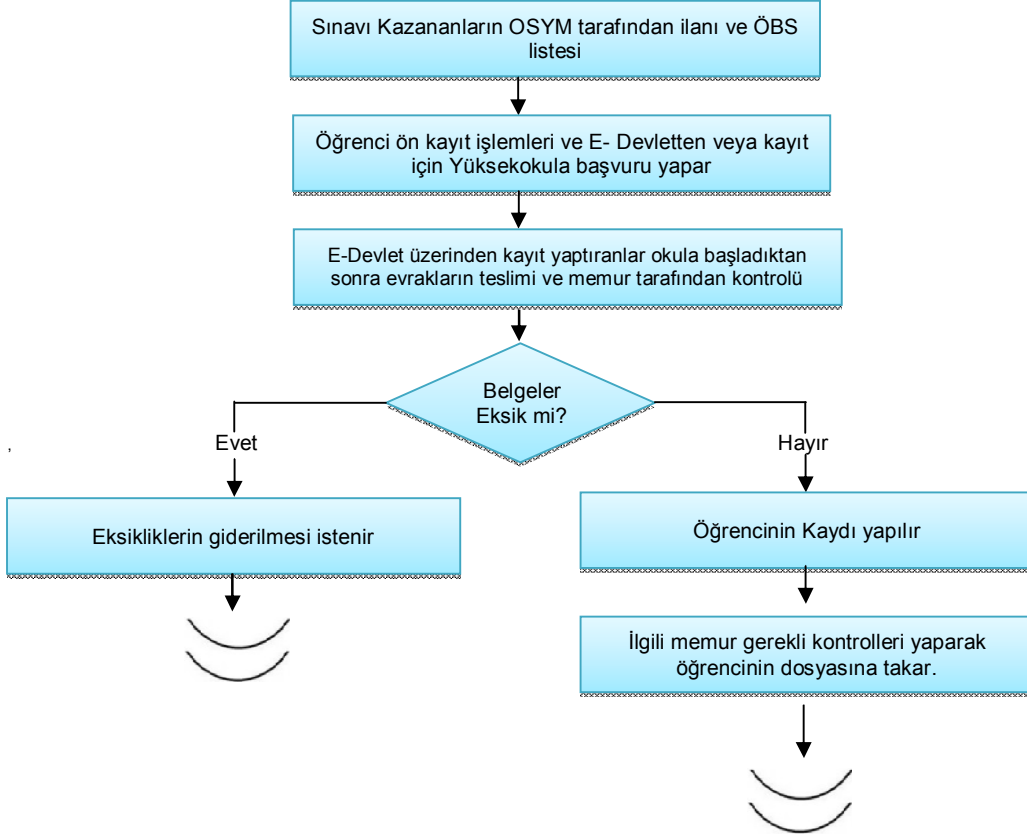 Sınavı Kazananların OSYM tarafından ilanı ve ÖBS
listesi
Öğrenci ön kayıt işlemleri ve E- Devletten veya kayıt
için Yüksekokula başvuru yapar
E-Devlet üzerinden kayıt yaptıranlar okula başladıktan
sonra evrakların teslimi ve memur tarafından kontrolü
Belgeler
Eksik mi?
Evet
Hayır
,
Eksikliklerin giderilmesi istenir
Öğrencinin Kaydı yapılır
İlgili memur gerekli kontrolleri yaparak
öğrencinin dosyasına takar.